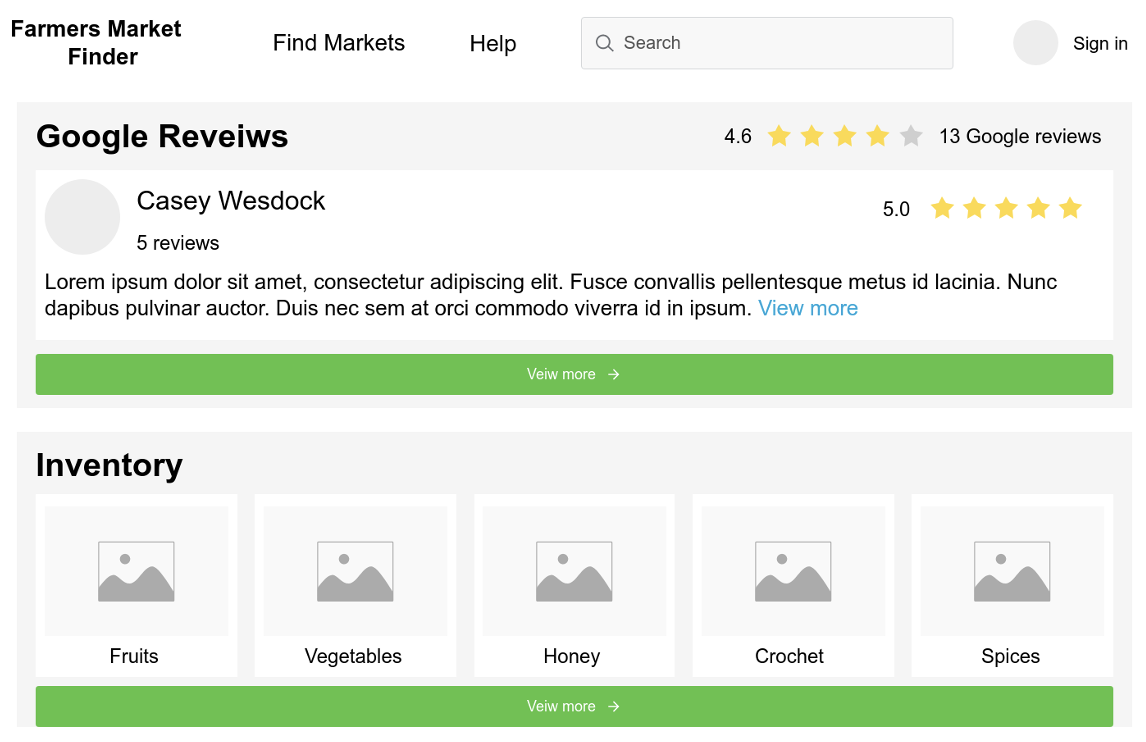 Farmers Market
Finder
Find Markets
Help
Search
Sign in
Google Reveiws
4.6
13 Google reviews
Casey Wesdock
5.0
5 reviews
Lorem ipsum dolor sit amet, consectetur adipiscing elit. Fusce convallis pellentesque metus id lacinia. Nunc
dapibus pulvinar auctor. Duis nec sem at orci commodo viverra id in ipsum. View more
Veiw more
Inventory
Fruits
Vegetables
Honey
Crochet
Spices
Veiw more